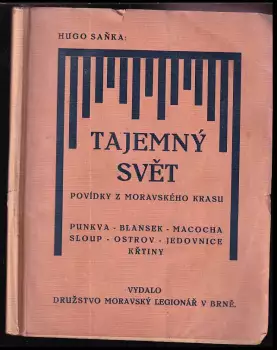 HUGO SAŇKA:
TAJEMNÝ
SVĚT
POVÍDKY Z MORAVSKÉHO KRASU
PUNKVA - BLANSEK - MACOCHA
SLOUP - OSTROV - JEDOVNICE
KŘTINY
VYDALO
DRUŽSTVO MORAVSKÝ LEGIONÁŘ V BRNĚ.